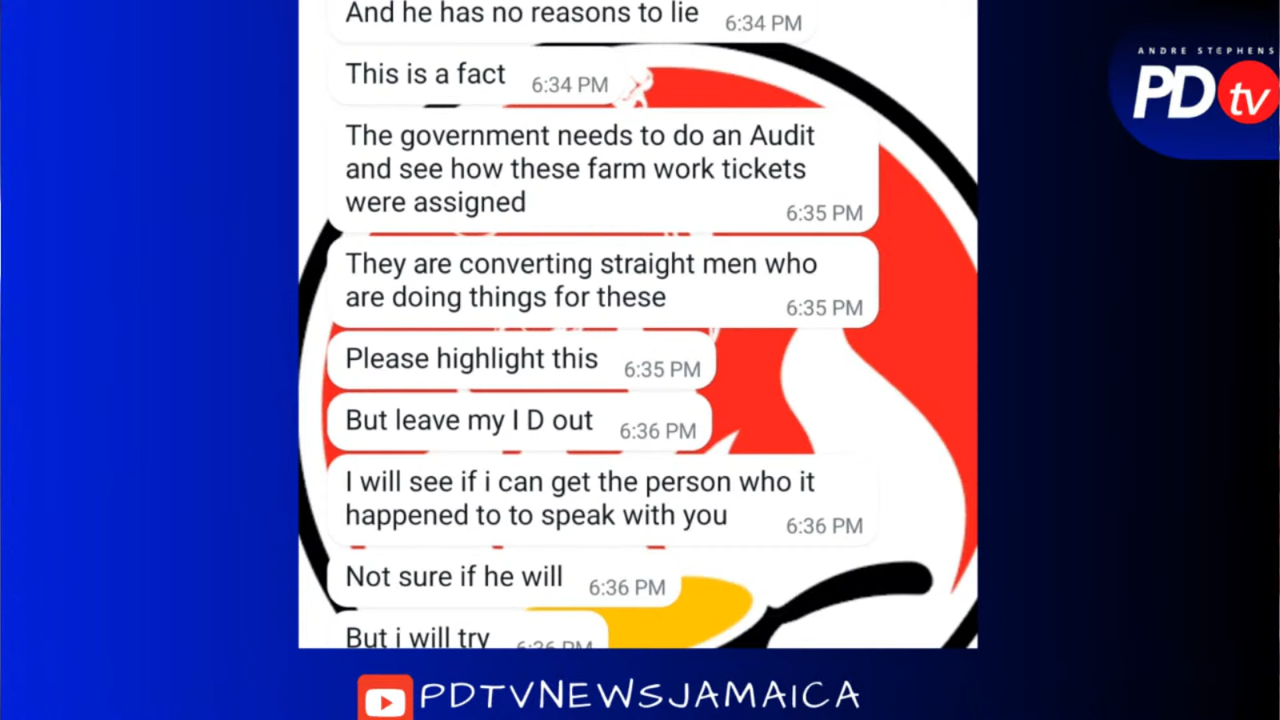 And he has no reasons to lie 6:34 PM
ANDRE STEPHENS
PD tv
This is a fact 6:34 PM
The government needs to do an Audit
and see how these farm work tickets
were assigned 6:35 PM
They are converting straight men who
are doing things for these 6:35 PM
Please highlight this 6:35 PM
But leave my I D out 6:36 PM
I will see if i can get the person who it
happened to to speak with you 6:36 PM
Not sure if he will 6:36 PM
But i will try 6:36 PM
PDTVNEWSJAMAICA